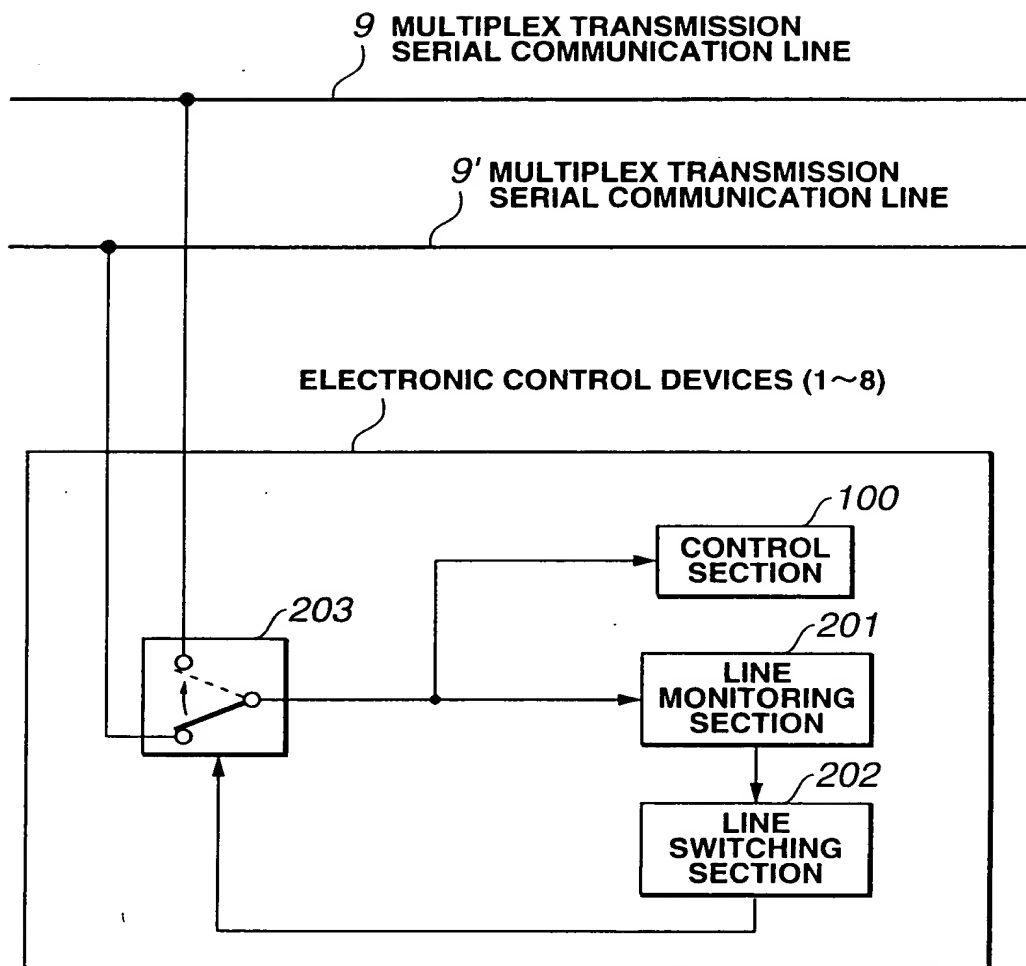 9 MULTIPLEX TRANSMISSION
SERIAL COMMUNICATION LINE
9' MULTIPLEX TRANSMISSION
SERIAL COMMUNICATION LINE
ELECTRONIC CONTROL DEVICES (1～8)
100
CONTROL
SECTION
203
201
LINE
MONITORING
SECTION
202
LINE
SWITCHING
SECTION